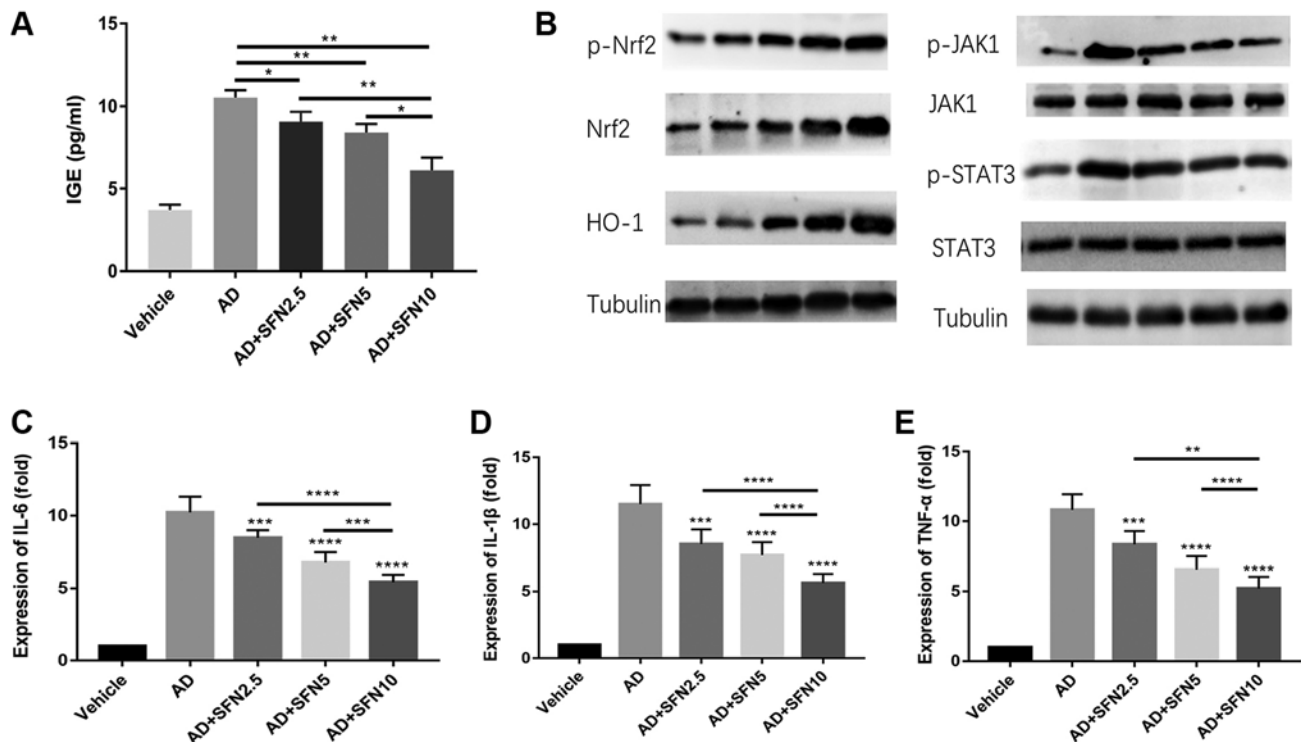 A
IGE (pg/ml)
15
10
5
0
**
**
*
**
*
Vehicle
AD
AD+SFN2.5
AD+SFN5
AD+SFN10
B
p-Nrf2
Nrf2
HO-1
Tubulin
p-JAK1
JAK1
p-STAT3
STAT3
Tubulin
C
Expression of IL-6 (fold)
15
10
5
0
****
***
***
****
****
Vehicle
AD
AD+SFN2.5
AD+SFN5
AD+SFN10
D
Expression of IL-1β (fold)
15
10
5
0
****
****
***
****
****
Vehicle
AD
AD+SFN2.5
AD+SFN5
AD+SFN10
E
Expression of TNF-α (fold)
15
10
5
0
**
****
***
****
****
Vehicle
AD
AD+SFN2.5
AD+SFN5
AD+SFN10